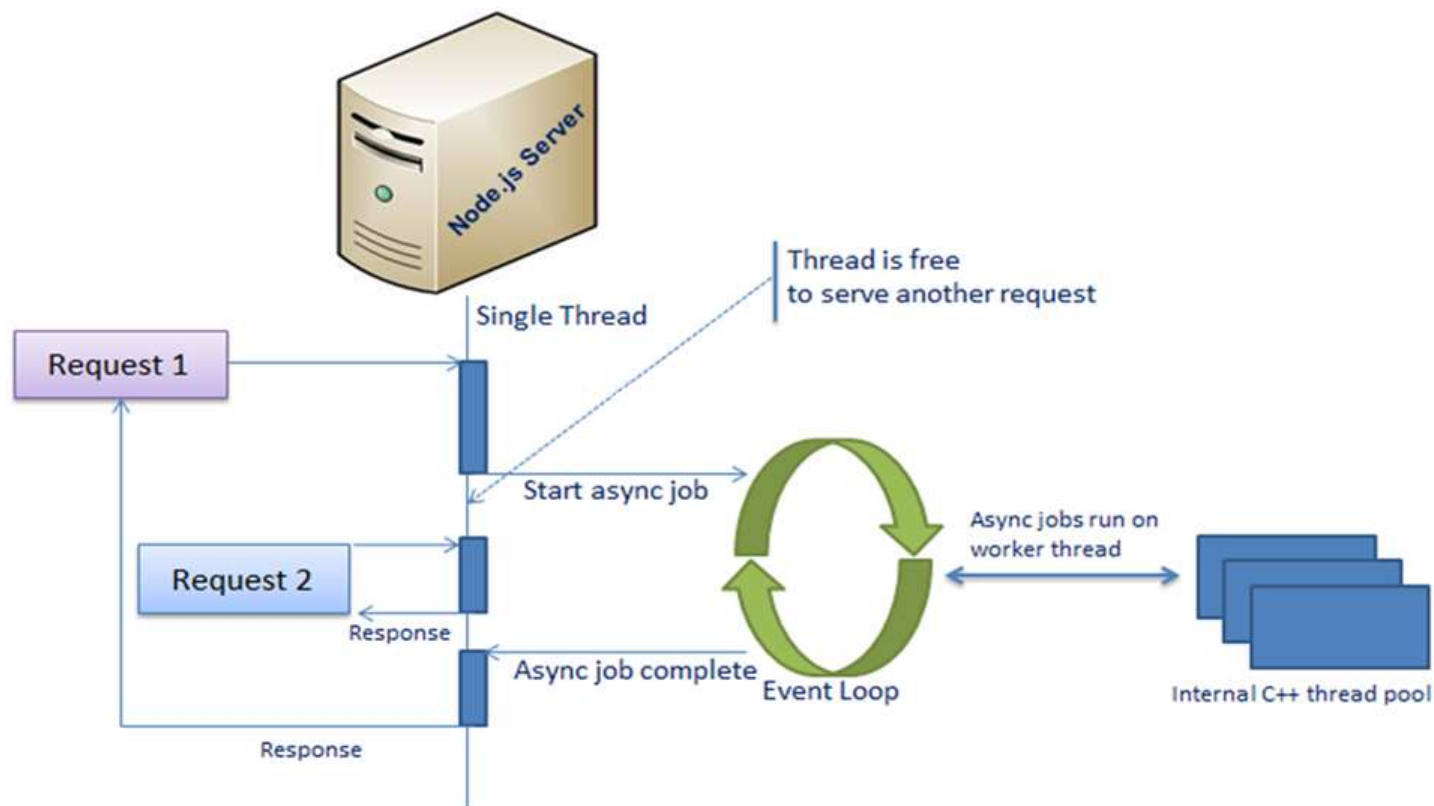 Node.js Server
Thread is free
to serve another request
Single Thread
Request 1
Start async job
Async jobs run on
worker thread
Request 2
Response
Async job complete
Event Loop
Internal C++ thread pool
Response